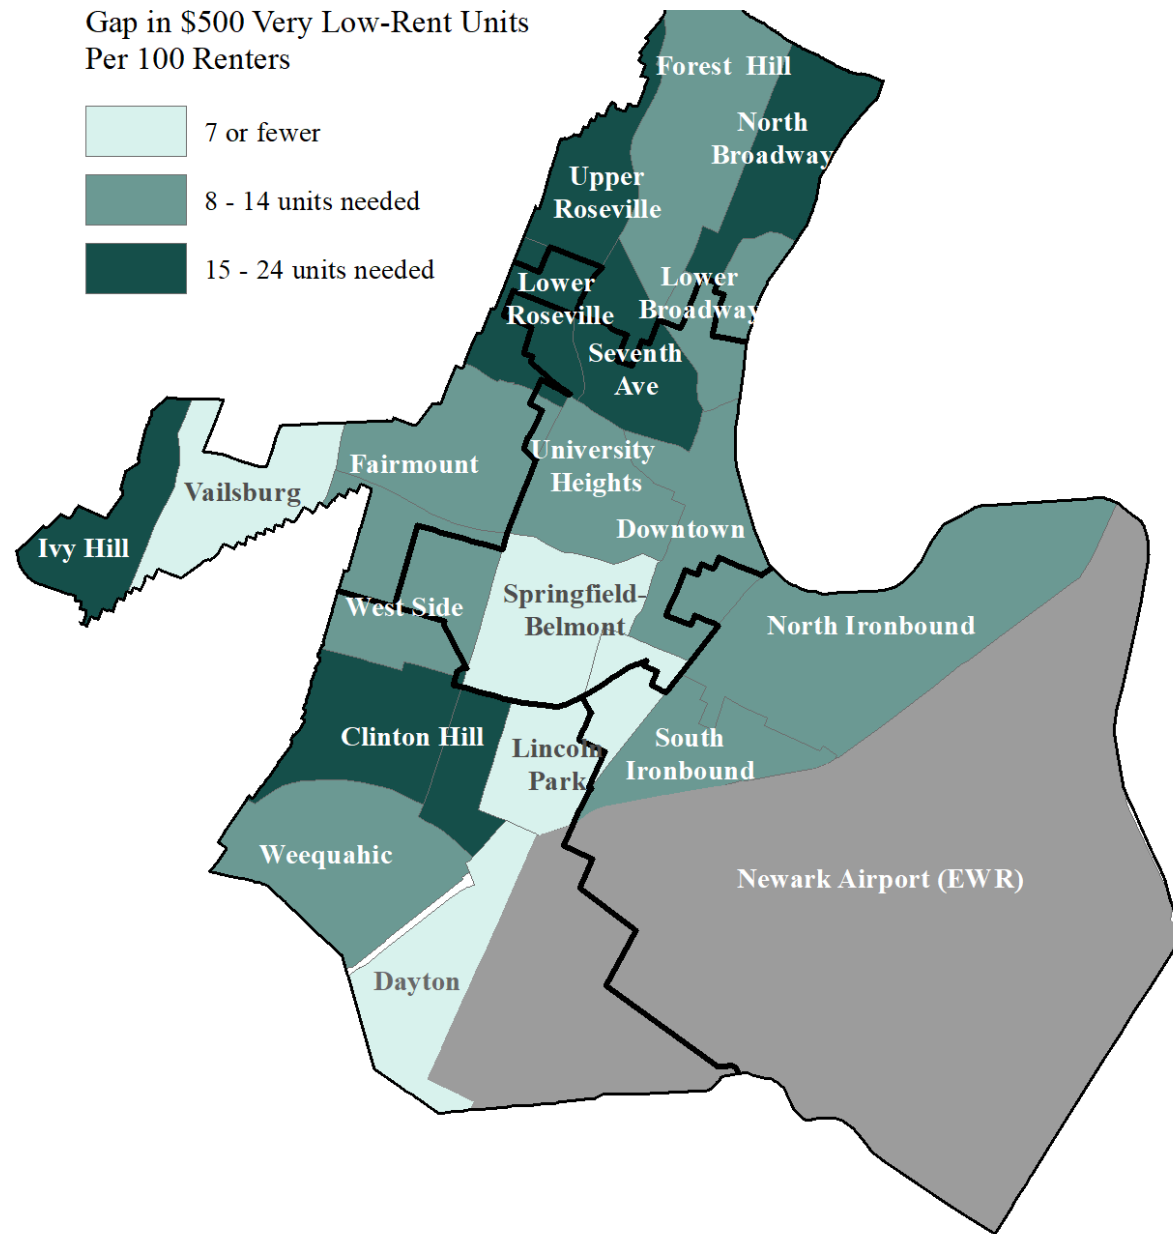 Gap in $500 Very Low-Rent Units
Per 100 Renters
7 or fewer
8 - 14 units needed
15 - 24 units needed
Forest Hill
North
Broadway
Upper
Roseville
Lower
Roseville
Lower
Broadway
Seventh
Ave
Fairmount
University
Heights
Vailsburg
Ivy Hill
Downtown
West Side
Springfield-
Belmont
North Ironbound
Clinton Hill
Lincoln
Park
South
Ironbound
Weequahic
Newark Airport (EWR)
Dayton